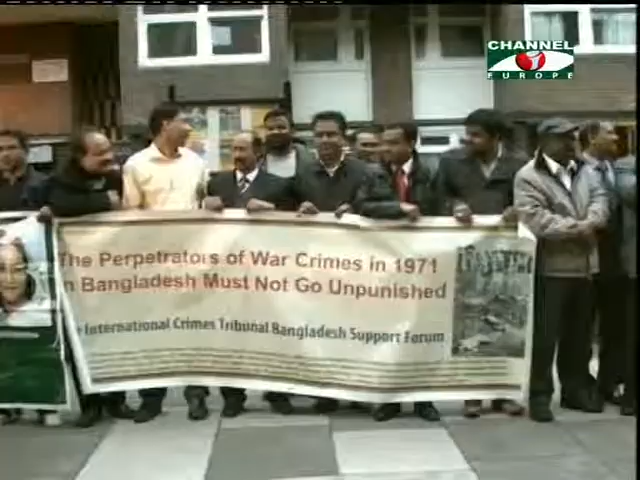 CHANNEL i
EUROPE
The Perpetrators of War Crimes in 1971
in Bangladesh Must Not Go Unpunished
International Crimes Tribunal Bangladesh Support Forum